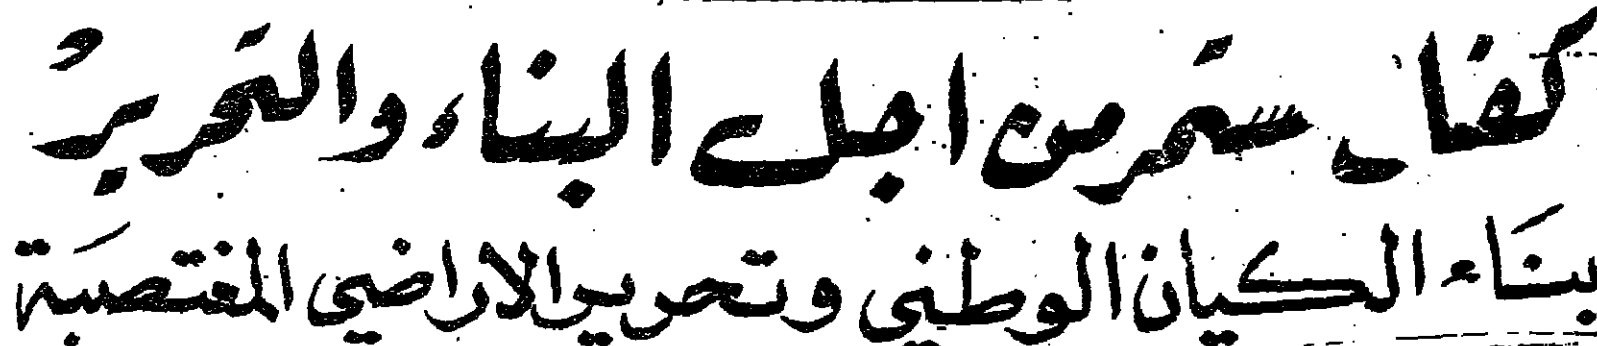 كفاح مستمر من اجل البناء والتحرير
بناء الكيان الوطني وتحرير الاراضي المغتصبة